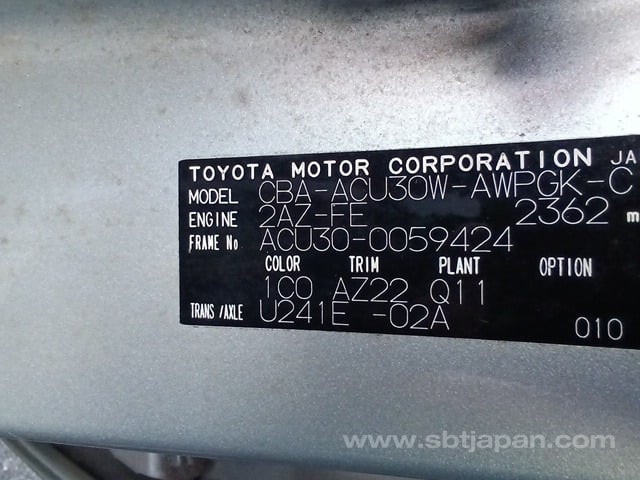 TOYOTA MOTOR CORPORATION JA
MODEL CBA-ACU30W-AWPGK-C
ENGINE 2AZ-FE 2362 m
FRAME No ACU30-0059424
COLOR TRIM PLANT OPTION
1C0 AZ22 Q11
TRANS/AXLE U241E -02A 010
www.sbtjapan.com